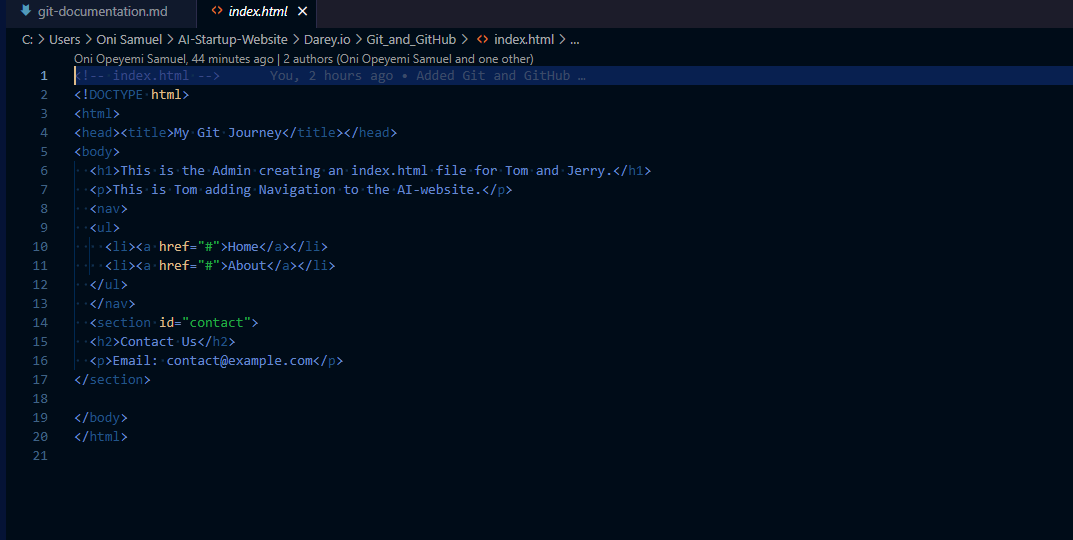 git-documentation.md
index.html
C: > Users > Oni Samuel > AI-Startup-Website > Darey.io > Git_and_GitHub > <> index.html > ...
Oni Opeyemi Samuel, 44 minutes ago | 2 authors (Oni Opeyemi Samuel and one other)
1 <!-- index.html --> You, 2 hours ago • Added Git and GitHub …
2 <!DOCTYPE html>
3 <html>
4 <head><title>My Git Journey</title></head>
5 <body>
6 <h1>This is the Admin creating an index.html file for Tom and Jerry.</h1>
7 <p>This is Tom adding Navigation to the AI-website.</p>
8 <nav>
9 <ul>
10 <li><a href="#">Home</a></li>
11 <li><a href="#">About</a></li>
12 </ul>
13 </nav>
14 <section id="contact">
15 <h2>Contact Us</h2>
16 <p>Email: contact@example.com</p>
17 </section>
18
19 </body>
20 </html>
21